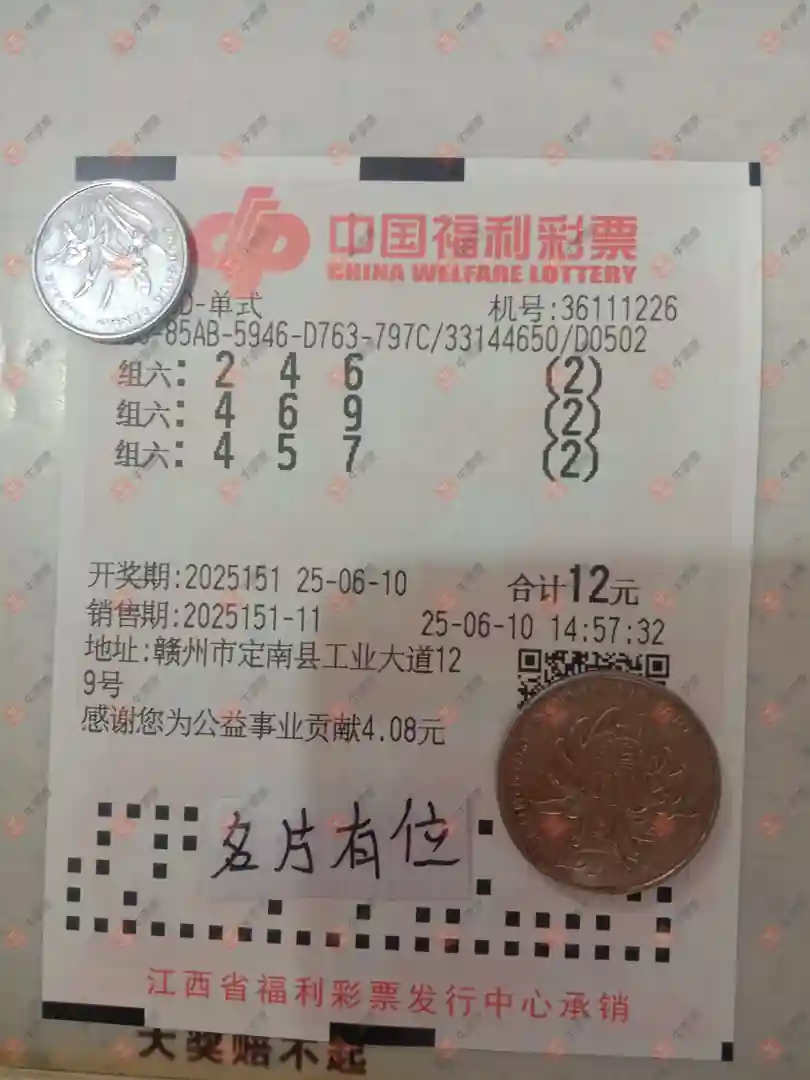 中国福利彩票
CHINA WELFARE LOTTERY
D-单式 机号:36111226
-85AB-5946-D763-797C/33144650/D0502
组六: 2 4 6 (2)
组六: 4 6 9 (2)
组六: 4 5 7 (2)
开奖期:2025151 25-06-10 合计12元
销售期:2025151-11 25-06-10 14:57:32
地址:赣州市定南县工业大道12
9号
感谢您为公益事业贡献4.08元
名片有位
江西省福利彩票发行中心承销
大奖赔不起